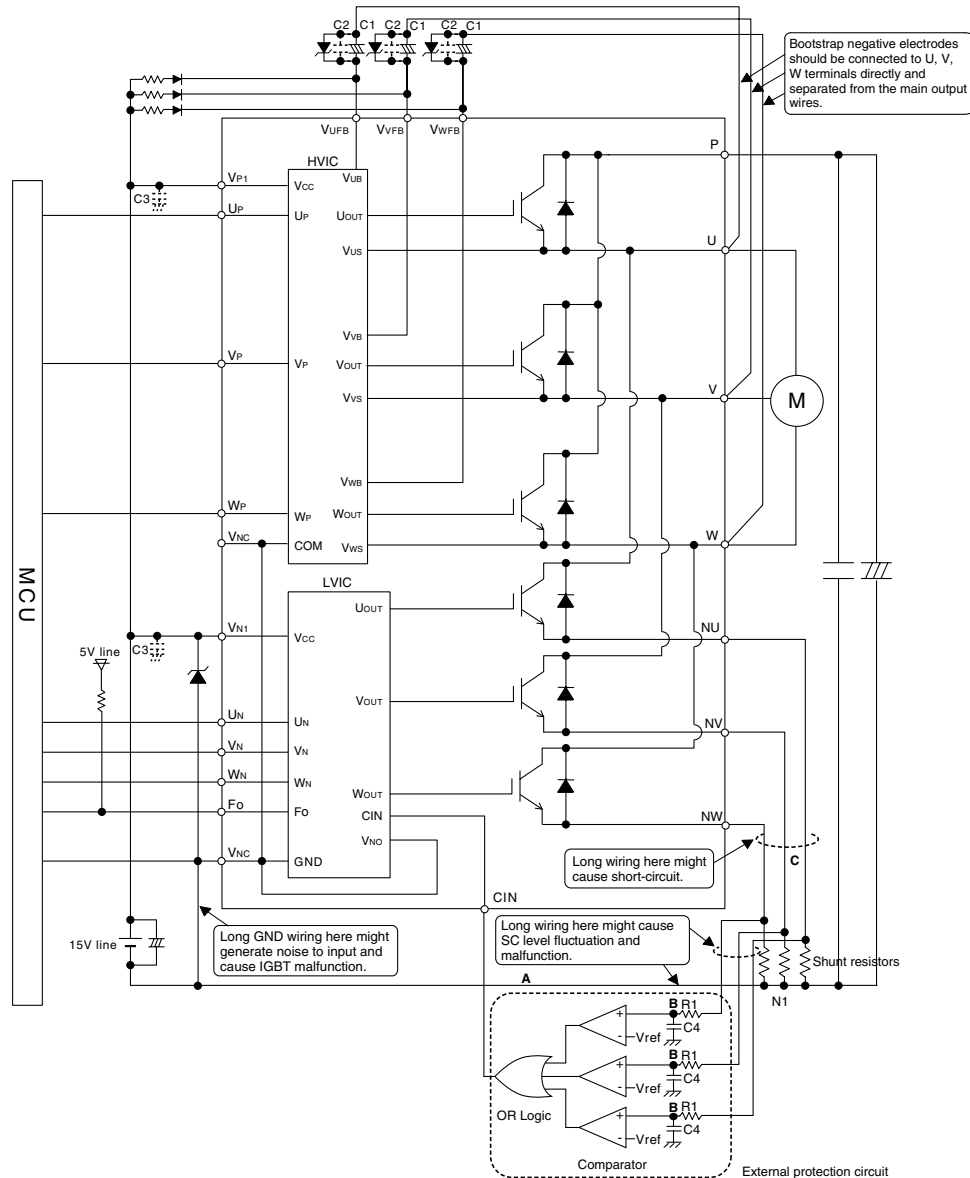 C2 C1 C2 C1 C2 C1
Bootstrap negative electrodes
should be connected to U, V,
W terminals directly and
separated from the main output
wires.
VUFB VVFB VWFB
P
HVIC
VP1 VCC VUB
C3
UP UP UOUT
U
VUS
VVB
VP VP VOUT
V
VVS
M
VWB
WP WP WOUT
VNC COM VWS W
LVIC
MCU
UOUT
VN1 VCC
C3
NU
5V line
VOUT
UN UN
NV
VN VN
WN WN WOUT
Fo Fo CIN
NW
VNO
VNC GND
Long wiring here might
cause short-circuit.
C
CIN
Long wiring here might cause
SC level fluctuation and
malfunction.
15V line
Long GND wiring here might
generate noise to input and
cause IGBT malfunction.
Shunt resistors
A
N1
B R1
+
- Vref
C4
B R1
+
- Vref
C4
B R1
+
- Vref
C4
OR Logic
Comparator
External protection circuit